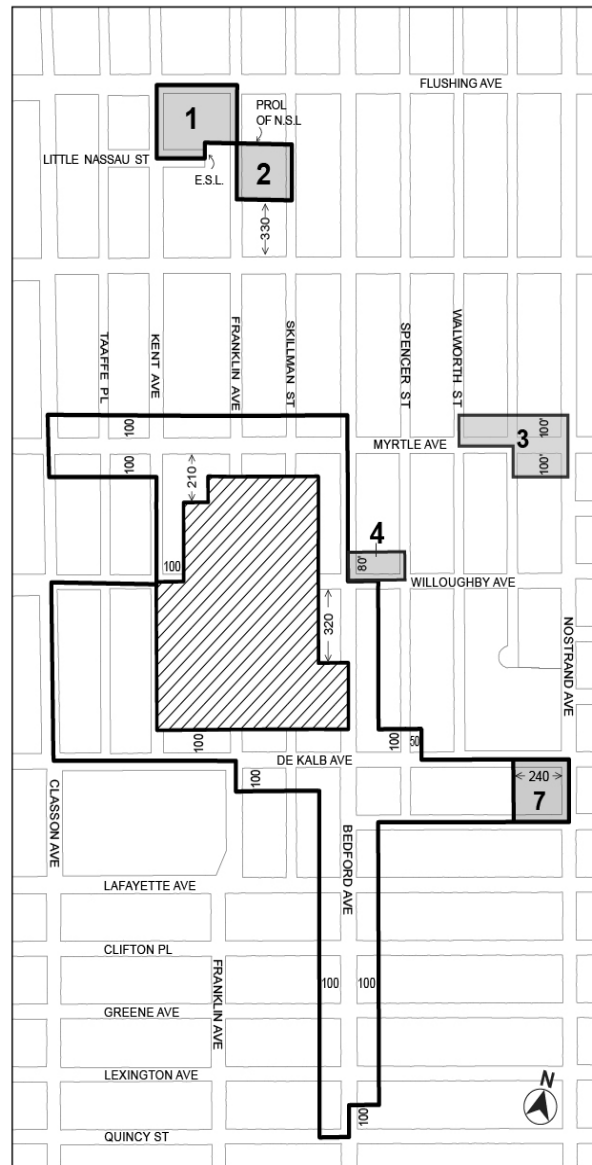 FLUSHING AVE
1
PROL
OF N.S.L
LITTLE NASSAU ST
E.S.L.
2
330
TAAFFE PL
KENT AVE
FRANKLIN AVE
SKILLMAN ST
SPENCER ST
WALWORTH ST
100
100'
3
MYRTLE AVE
100
100'
210
4
80'
100
WILLOUGHBY AVE
320
NOSTRAND AVE
100
100
50
DE KALB AVE
240
7
100
CLASSON AVE
BEDFORD AVE
LAFAYETTE AVE
CLIFTON PL
FRANKLIN AVE
100
100
GREENE AVE
LEXINGTON AVE
N
100
QUINCY ST